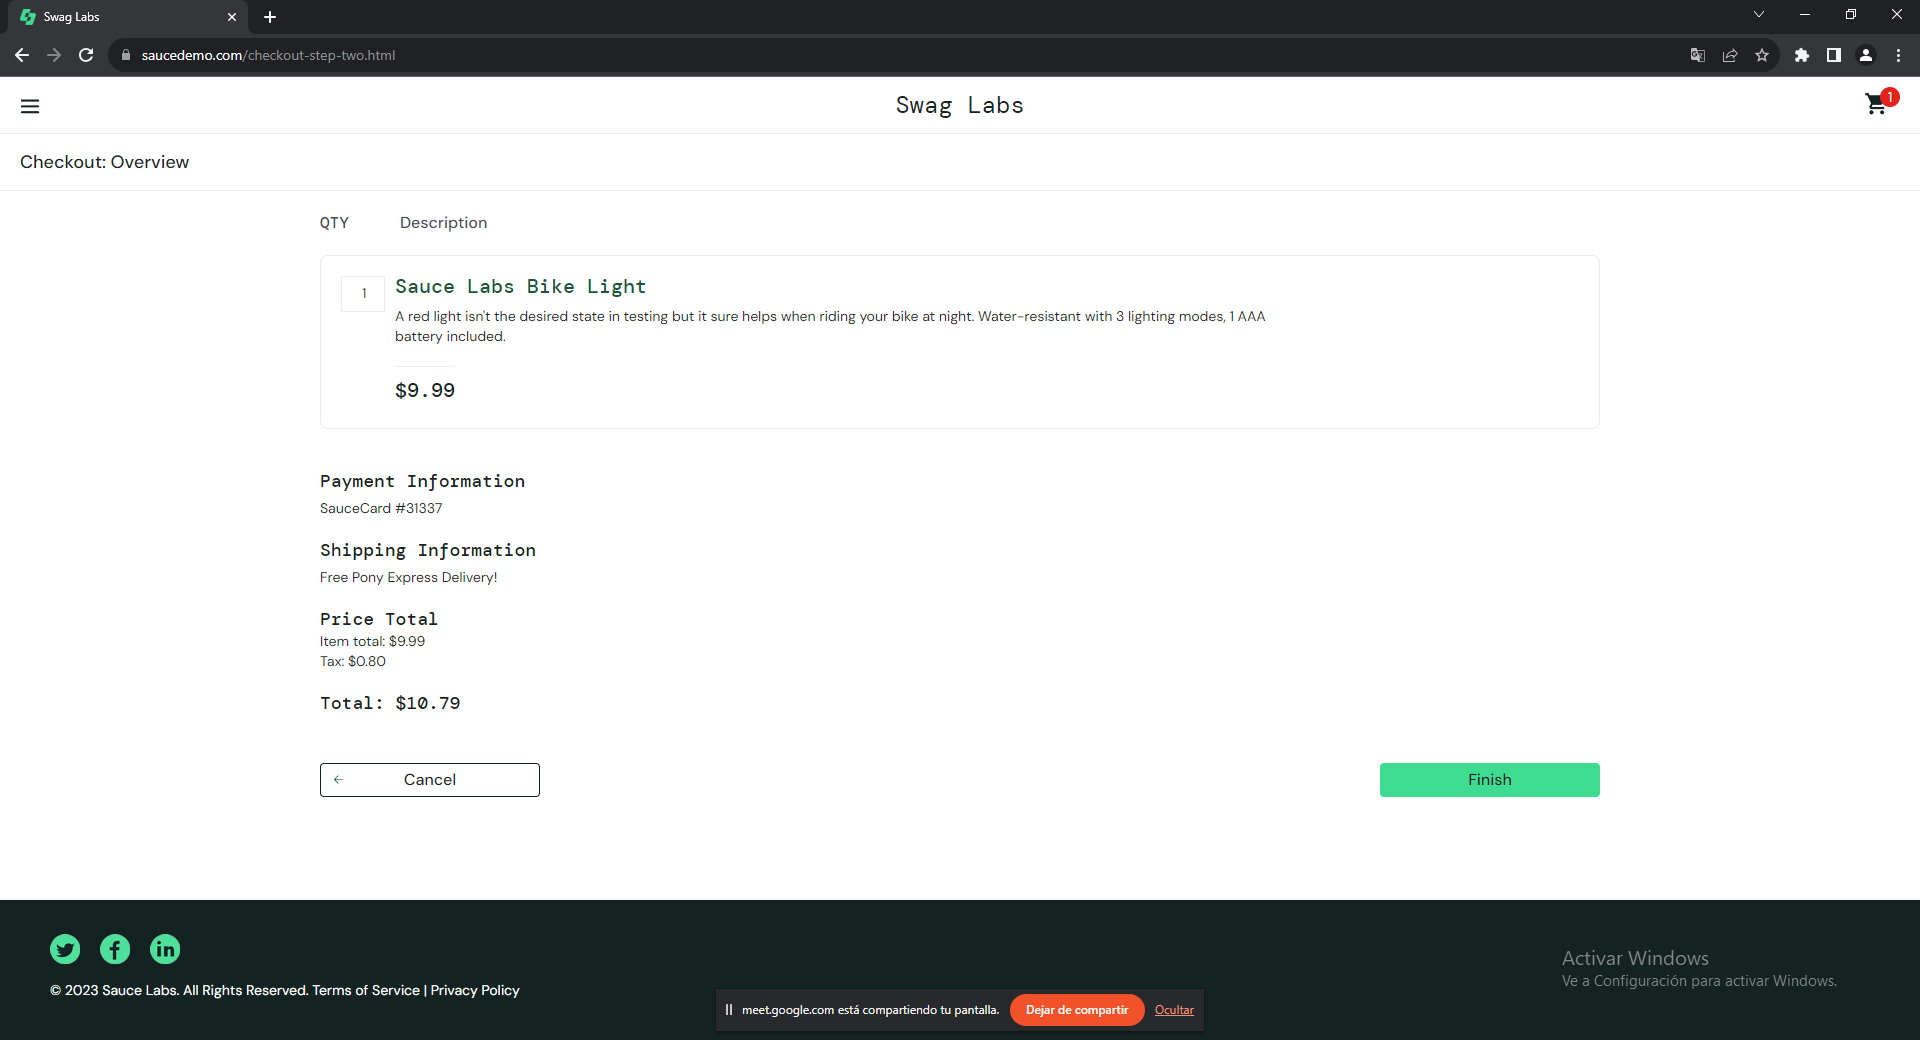 Swag Labs
saucedemo.com/checkout-step-two.html
Swag Labs
1
Checkout: Overview
QTY Description
1 Sauce Labs Bike Light
A red light isn't the desired state in testing but it sure helps when riding your bike at night. Water-resistant with 3 lighting modes, 1 AAA
battery included.
$9.99
Payment Information
SauceCard #31337
Shipping Information
Free Pony Express Delivery!
Price Total
Item total: $9.99
Tax: $0.80
Total: $10.79
Cancel
Finish
© 2023 Sauce Labs. All Rights Reserved. Terms of Service | Privacy Policy
Activar Windows
Ve a Configuración para activar Windows.
meet.google.com está compartiendo tu pantalla. Dejar de compartir Ocultar